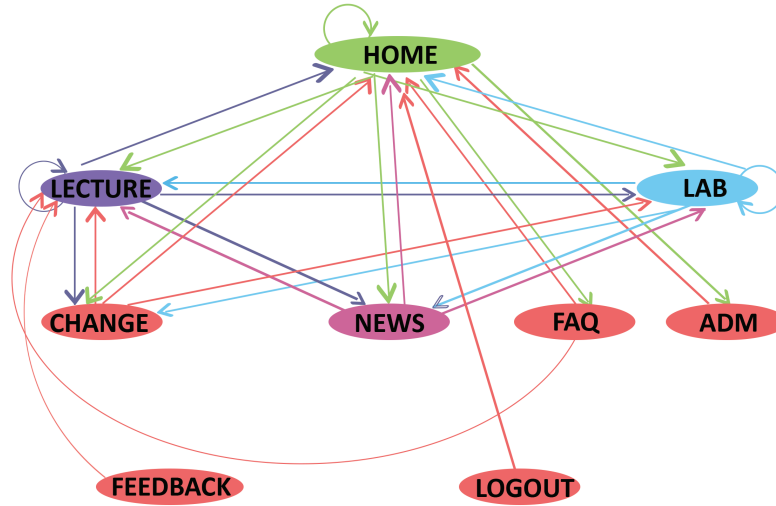 HOME
LECTURE
LAB
CHANGE
NEWS
FAQ
ADM
FEEDBACK
LOGOUT